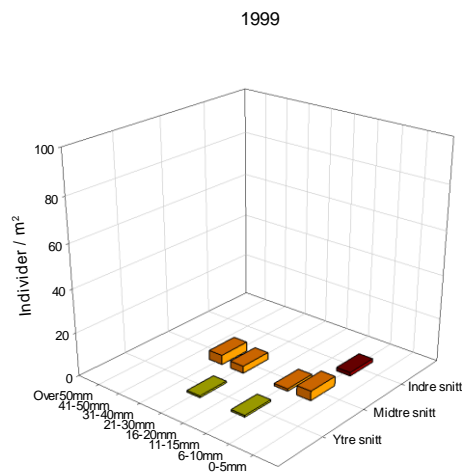 1999
Individer / m²
100
80
60
40
20
0
Over50mm
41-50mm
31-40mm
21-30mm
16-20mm
11-15mm
6-10mm
0-5mm
Ytre snitt
Midtre snitt
Indre snitt